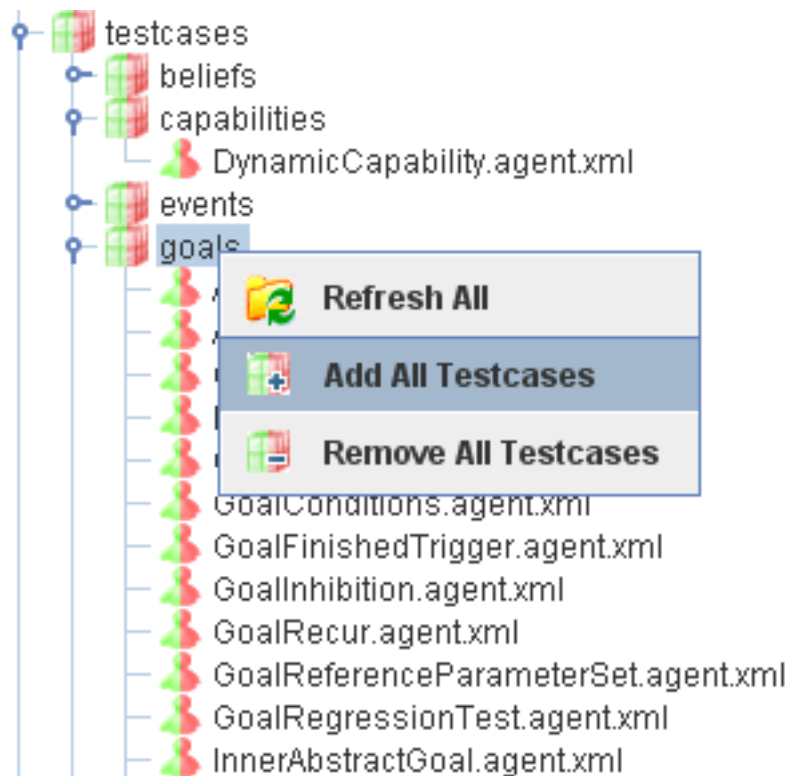 testcases
beliefs
capabilities
DynamicCapability.agent.xml
events
goals
Refresh All
Add All Testcases
Remove All Testcases
GoalConditions.agent.xml
GoalFinishedTrigger.agent.xml
GoalInhibition.agent.xml
GoalRecur.agent.xml
GoalReferenceParameterSet.agent.xml
GoalRegressionTest.agent.xml
InnerAbstractGoal.agent.xml